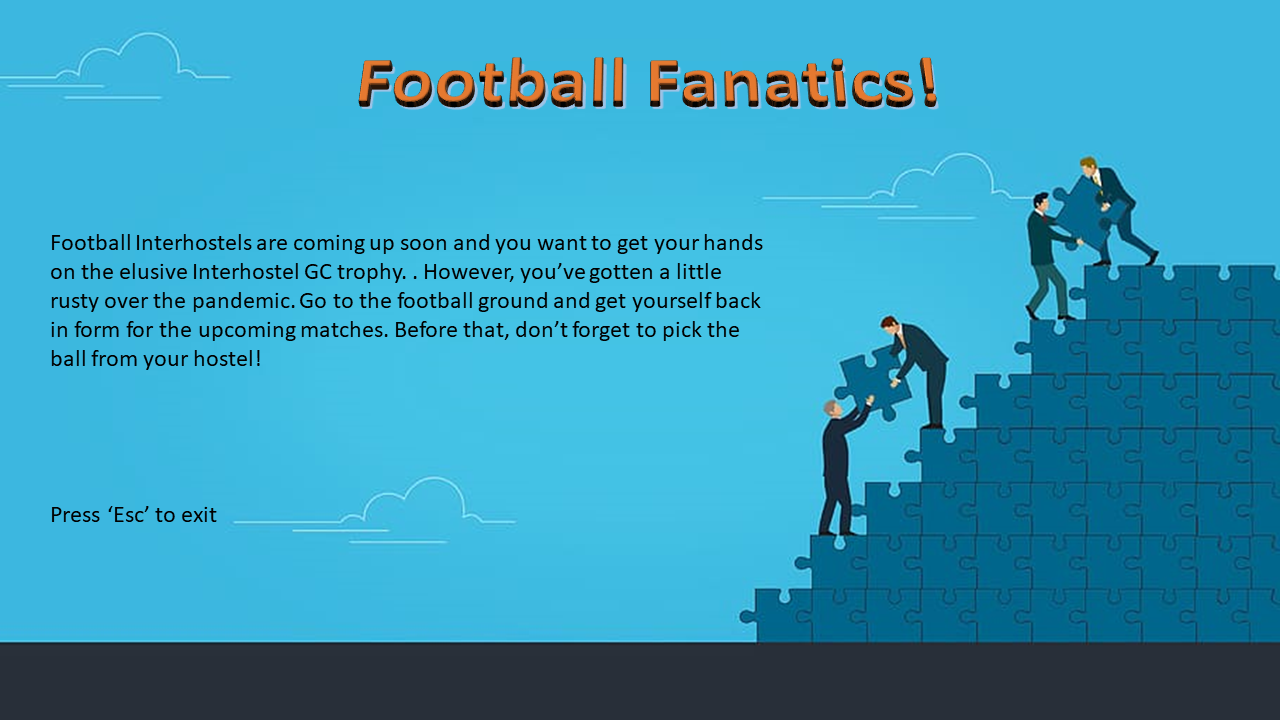 Football Fanatics!
Football Interhostels are coming up soon and you want to get your hands
on the elusive Interhostel GC trophy. . However, you’ve gotten a little
rusty over the pandemic. Go to the football ground and get yourself back
in form for the upcoming matches. Before that, don’t forget to pick the
ball from your hostel!
Press ‘Esc’ to exit